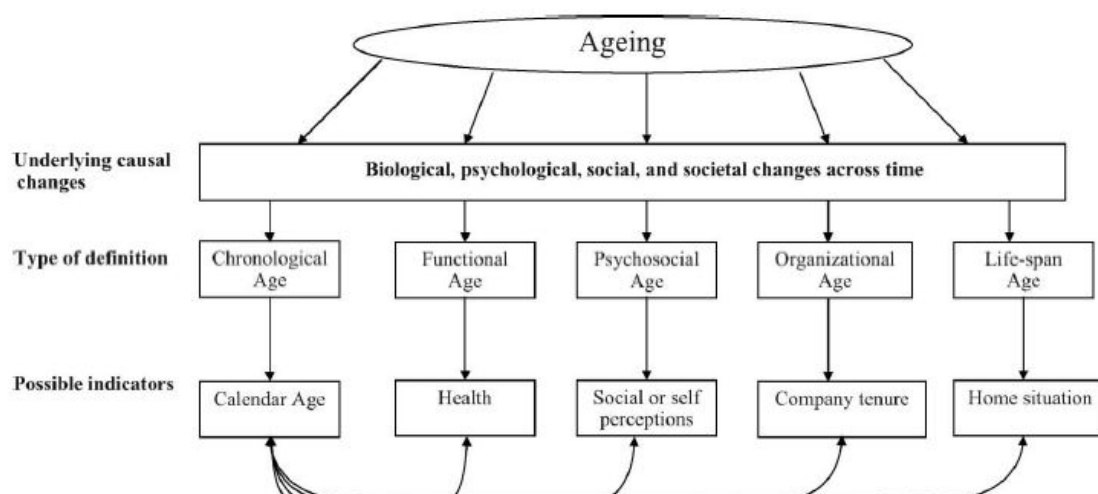 Ageing
Underlying causal
changes
Biological, psychological, social, and societal changes across time
Type of definition
Chronological
Age
Functional
Age
Psychosocial
Age
Organizational
Age
Life-span
Age
Possible indicators
Calendar Age
Health
Social or self
perceptions
Company tenure
Home situation